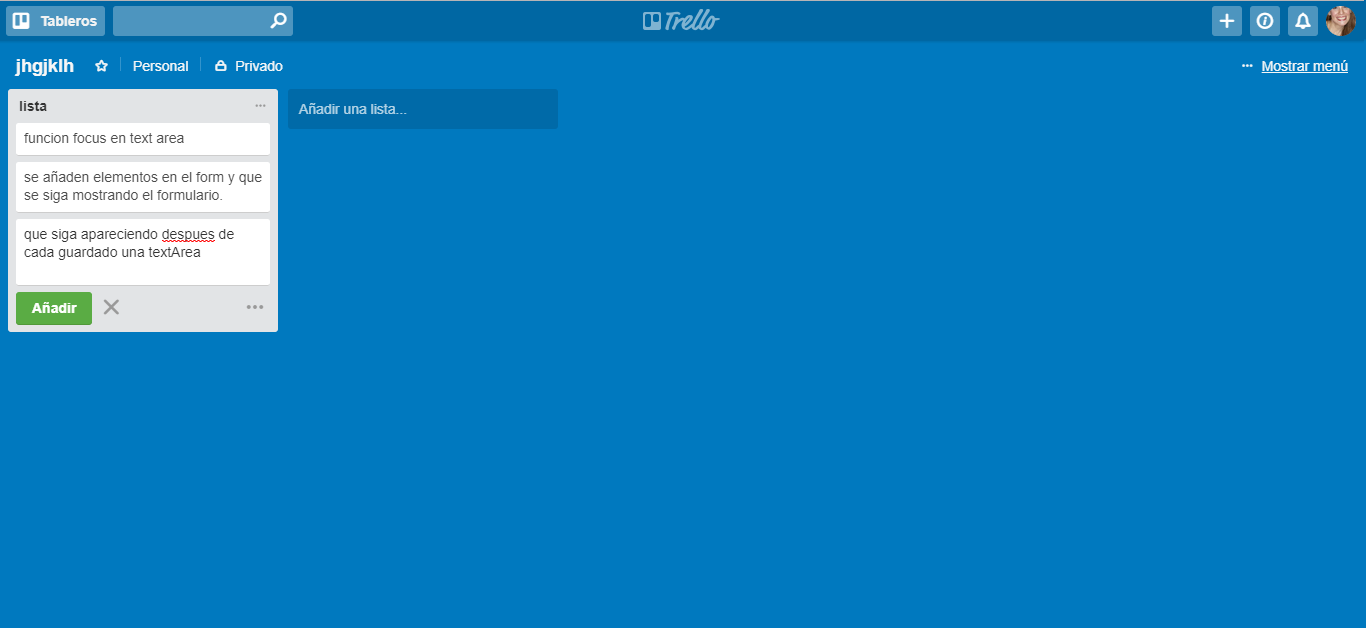 Tableros
Trello
jhgjklh
Personal
Privado
Mostrar menú
lista
funcion focus en text area
se añaden elementos en el form y que
se siga mostrando el formulario.
que siga apareciendo despues de
cada guardado una textArea
Añadir
Añadir una lista...